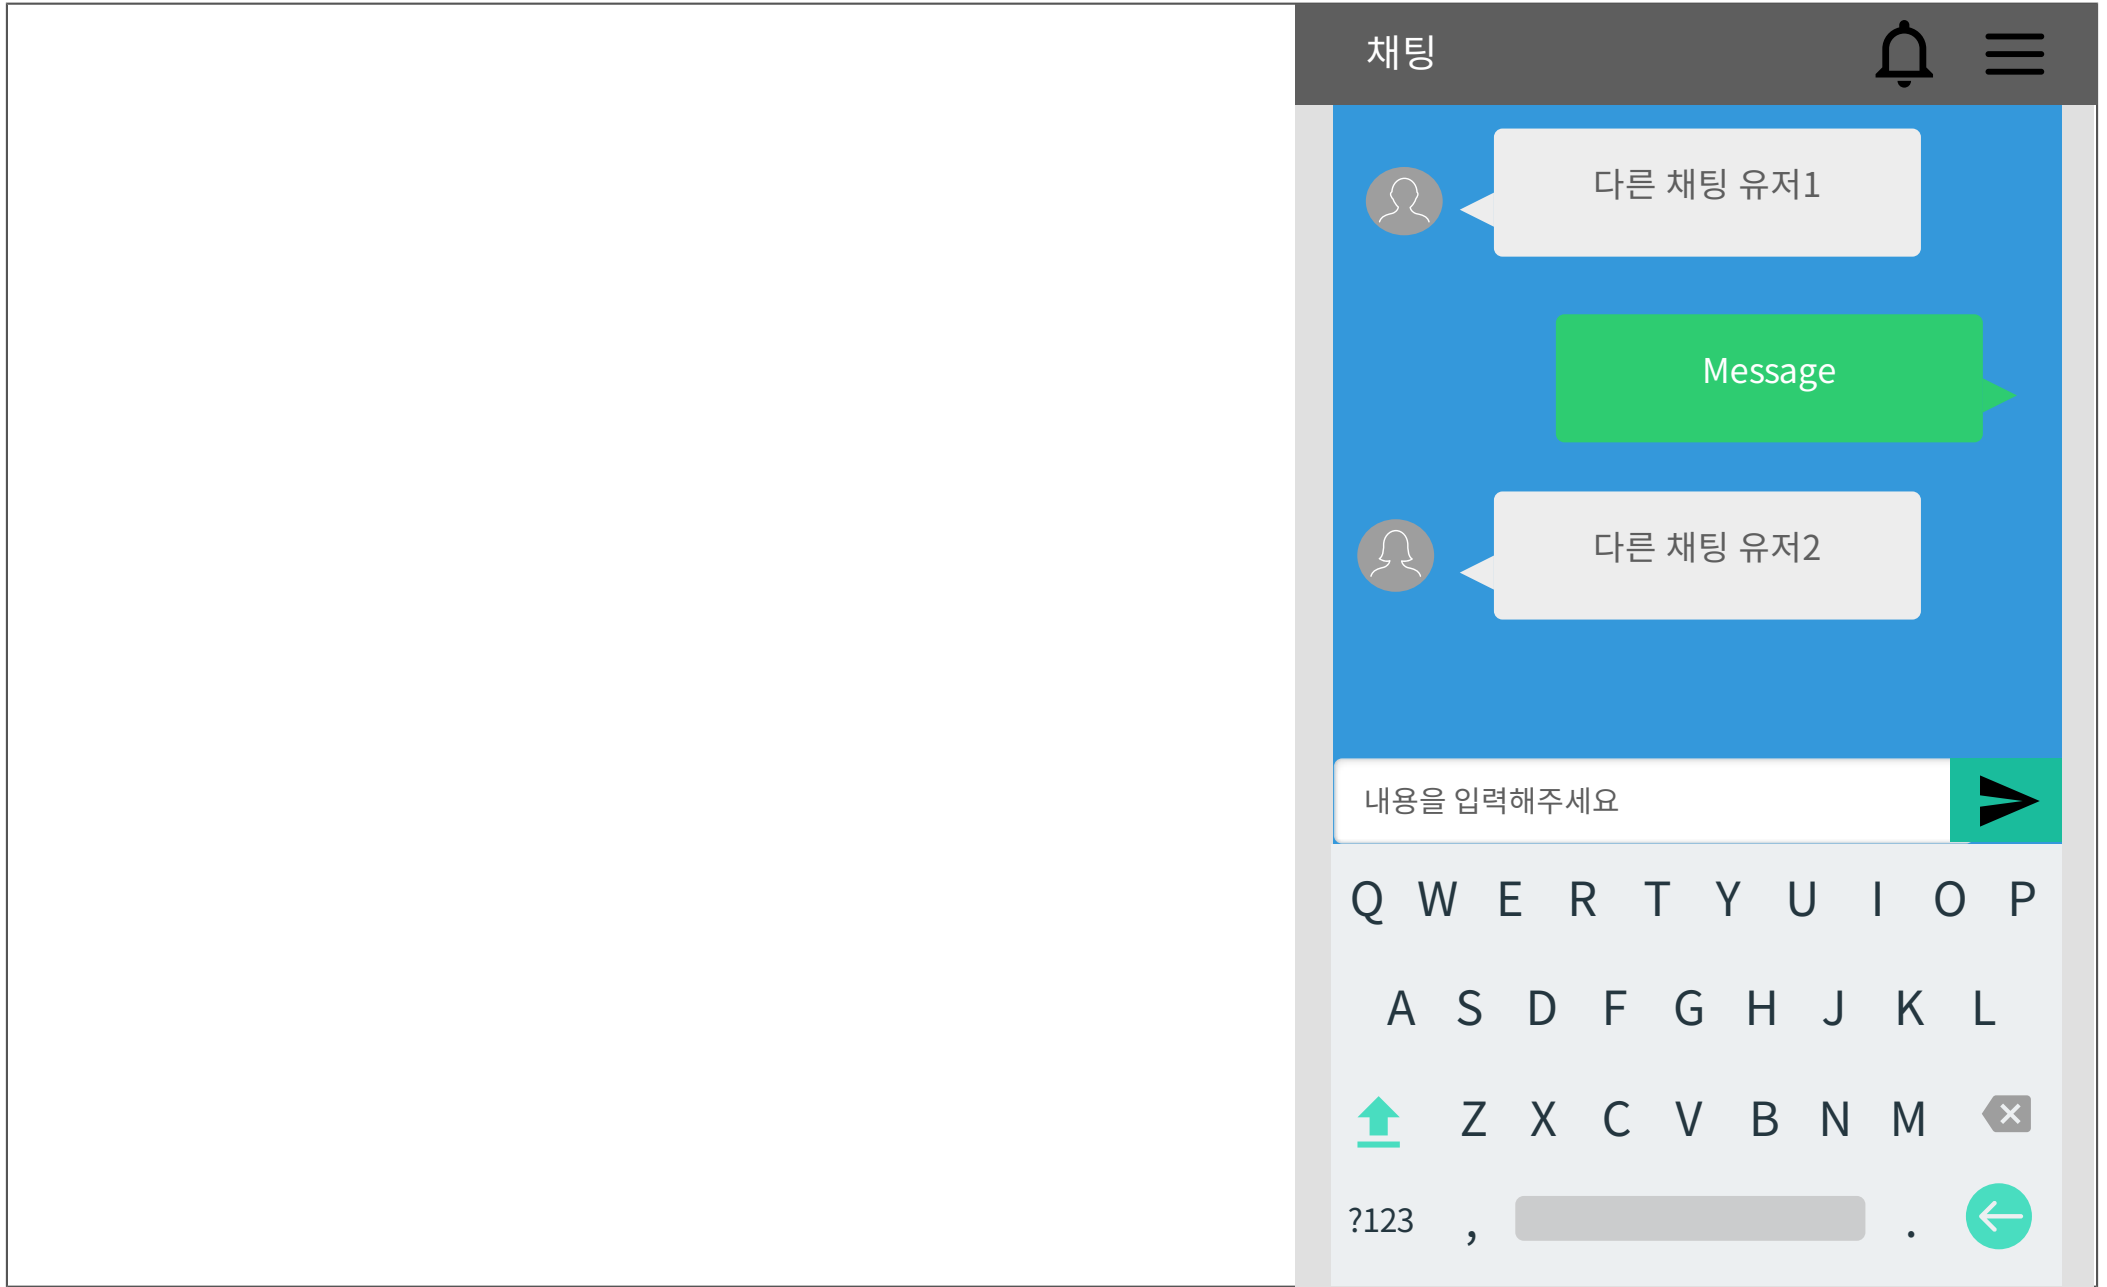 채팅
다른 채팅 유저1
Message
다른 채팅 유저2
내용을 입력해주세요
Q W E R T Y U I O P
A S D F G H J K L
Z X C V B N M
?123 , .